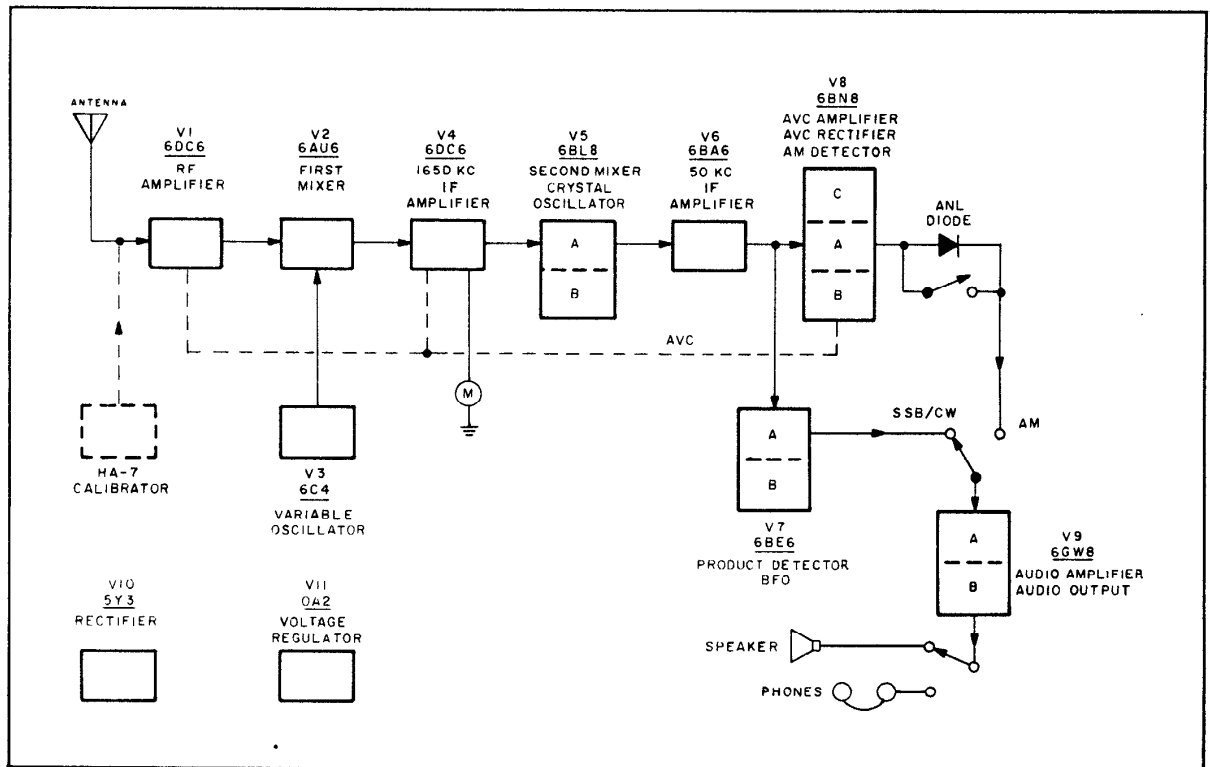 ANTENNA
V1
6DC6
RF
AMPLIFIER
V2
6AU6
FIRST
MIXER
V4
6DC6
1650 KC
IF
AMPLIFIER
V5
6BL8
SECOND MIXER
CRYSTAL
OSCILLATOR
V6
6BA6
50 KC
IF
AMPLIFIER
V8
6BN8
AVC AMPLIFIER
AVC RECTIFIER
AM DETECTOR
ANL
DIODE
A
B
C
A
B
AVC
M
HA-7
CALIBRATOR
V3
6C4
VARIABLE
OSCILLATOR
A
B
V7
6BE6
PRODUCT DETECTOR
BFO
SSB/CW
AM
A
B
V9
6GW8
AUDIO AMPLIFIER
AUDIO OUTPUT
V10
5Y3
RECTIFIER
V11
OA2
VOLTAGE
REGULATOR
SPEAKER
PHONES